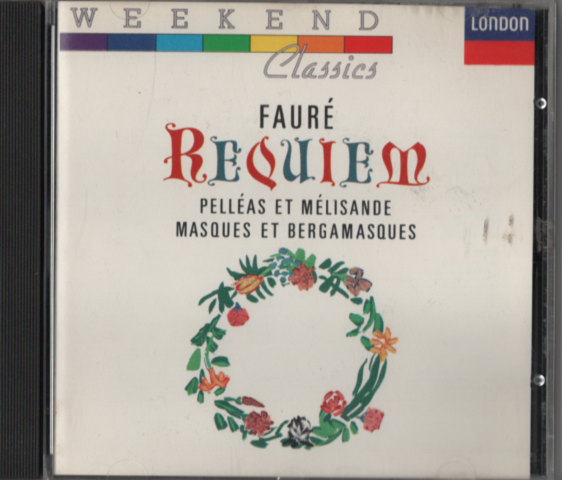 WEEKEND
Classics
LONDON
FAURÉ
REQUIEM
PELLÉAS ET MÉLISANDE
MASQUES ET BERGAMASQUES